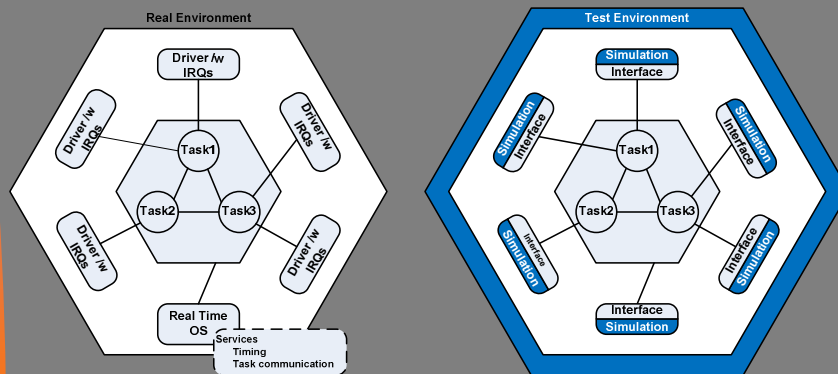 Real Environment
Driver /w
IRQs
Driver /w
IRQs
Driver /w
IRQs
Task1
Task2
Task3
Driver /w
IRQs
Driver /w
IRQs
Real Time
OS
Services
Timing
Task communication
Test Environment
Simulation
Interface
Simulation
Interface
Simulation
Interface
Task1
Task2
Task3
Interface
Simulation
Interface
Simulation
Interface
Simulation